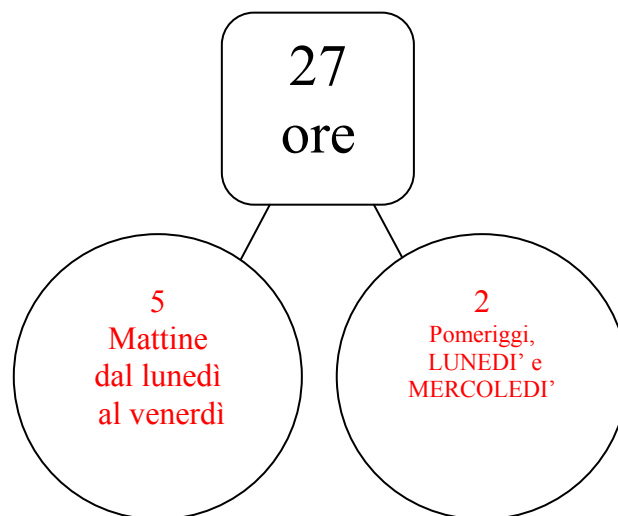 27
ore
5
Mattine
dal lunedì
al venerdì
2
Pomeriggi,
LUNEDI’ e
MERCOLEDI’